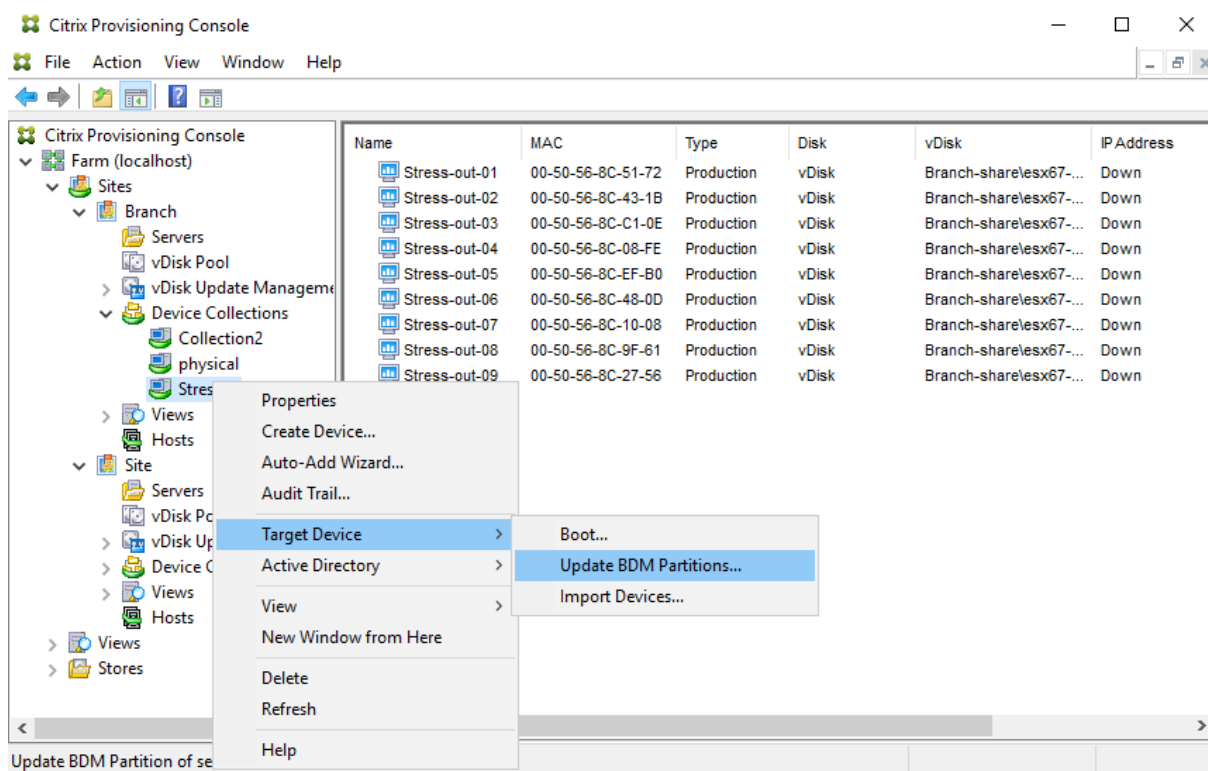 Citrix Provisioning Console
File Action View Window Help
Citrix Provisioning Console
Farm (localhost)
Sites
Branch
Servers
vDisk Pool
vDisk Update Manageme
Device Collections
Collection2
physical
Stres
Views
Hosts
Site
Servers
vDisk Po
vDisk Up
Device C
Views
Hosts
Views
Stores
Name MAC Type Disk vDisk IP Address
Stress-out-01 00-50-56-8C-51-72 Production vDisk Branch-share\esx67-... Down
Stress-out-02 00-50-56-8C-43-1B Production vDisk Branch-share\esx67-... Down
Stress-out-03 00-50-56-8C-C1-0E Production vDisk Branch-share\esx67-... Down
Stress-out-04 00-50-56-8C-08-FE Production vDisk Branch-share\esx67-... Down
Stress-out-05 00-50-56-8C-EF-B0 Production vDisk Branch-share\esx67-... Down
Stress-out-06 00-50-56-8C-48-0D Production vDisk Branch-share\esx67-... Down
Stress-out-07 00-50-56-8C-10-08 Production vDisk Branch-share\esx67-... Down
Stress-out-08 00-50-56-8C-9F-61 Production vDisk Branch-share\esx67-... Down
Stress-out-09 00-50-56-8C-27-56 Production vDisk Branch-share\esx67-... Down
Properties
Create Device...
Auto-Add Wizard...
Audit Trail...
Target Device
Active Directory
View
New Window from Here
Delete
Refresh
Help
Boot...
Update BDM Partitions...
Import Devices...
Update BDM Partition of se